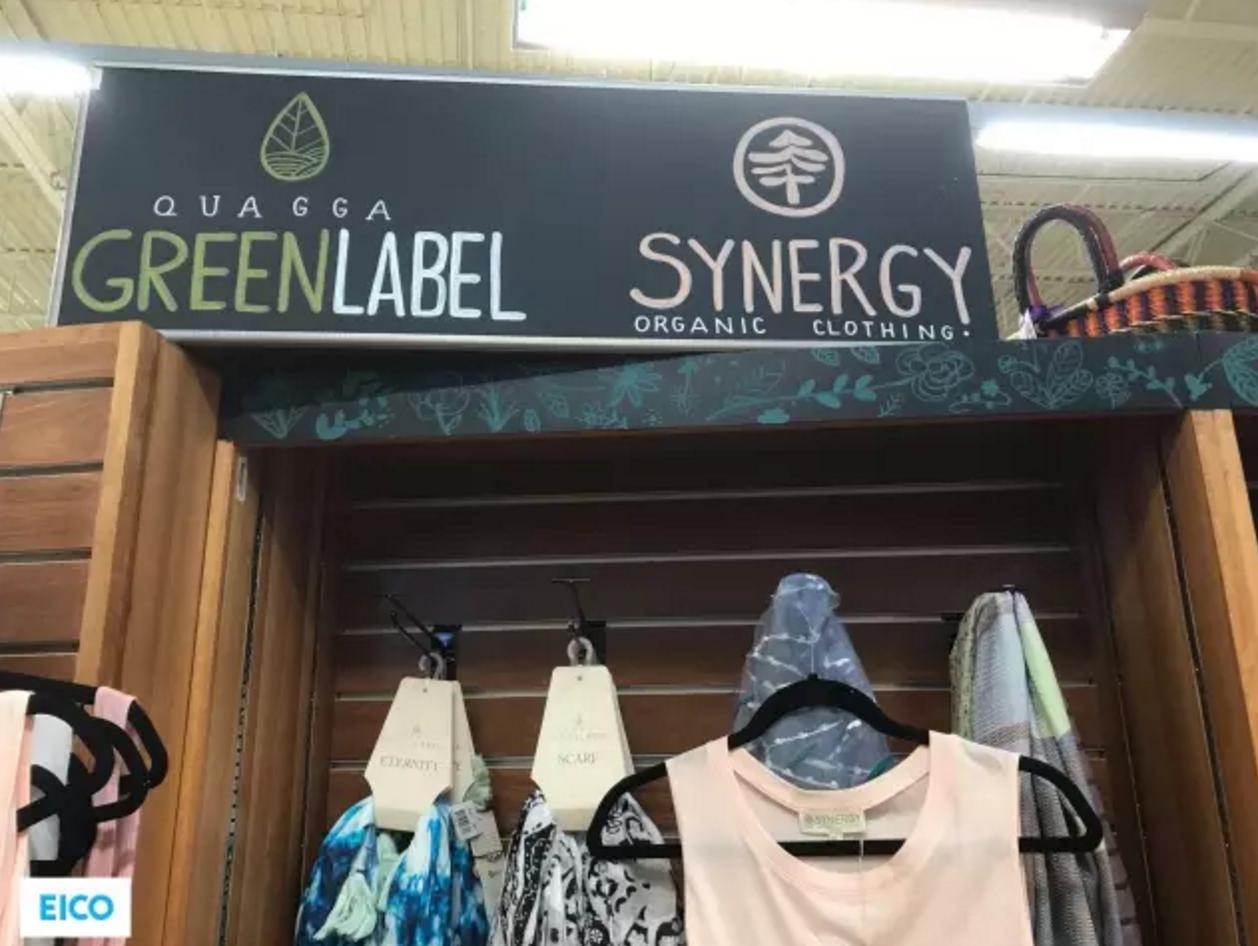 QUAGGA
GREENLABEL
SYNERGY
ORGANIC CLOTHING.
ETERNITY
SCARF
SYNERGY
EICO